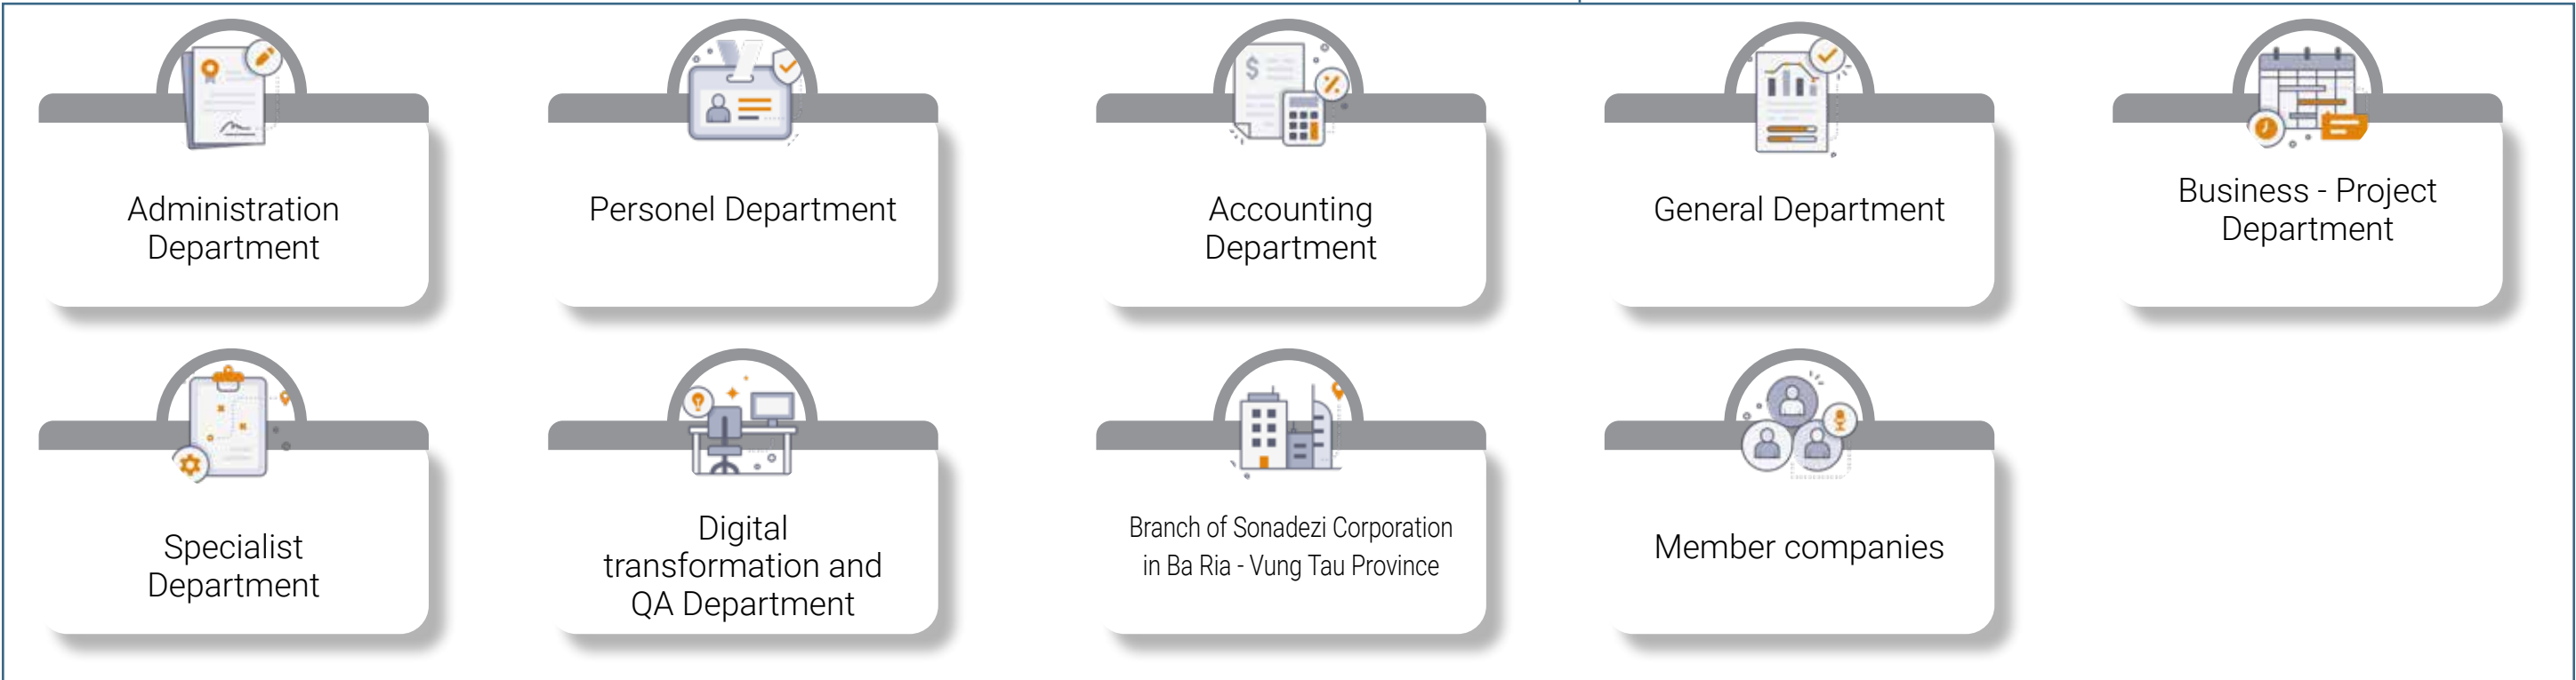 Administration
Department
Personel Department
Accounting
Department
General Department
Business - Project
Department
Specialist
Department
Digital
transformation and
QA Department
Branch of Sonadezi Corporation
in Ba Ria - Vung Tau Province
Member companies